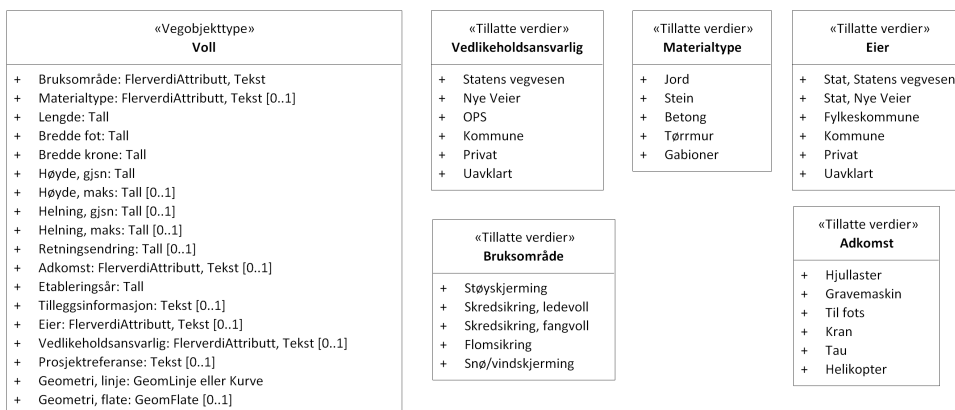 «Vegobjekttype»
Voll
+ Bruksområde: FlerverdiAttributt, Tekst
+ Materialtype: FlerverdiAttributt, Tekst [0..1]
+ Lengde: Tall
+ Bredde fot: Tall
+ Bredde krone: Tall
+ Høyde, gjsn: Tall
+ Høyde, maks: Tall [0..1]
+ Helning, gjsn: Tall [0..1]
+ Helning, maks: Tall [0..1]
+ Retningsendring: Tall [0..1]
+ Adkomst: FlerverdiAttributt, Tekst [0..1]
+ Etableringsår: Tall
+ Tilleggsinformasjon: Tekst [0..1]
+ Eier: FlerverdiAttributt, Tekst [0..1]
+ Vedlikeholdsansvarlig: FlerverdiAttributt, Tekst [0..1]
+ Prosjektreferanse: Tekst [0..1]
+ Geometri, linje: GeomLinje eller Kurve
+ Geometri, flate: GeomFlate [0..1]
«Tillatte verdier»
Vedlikeholdsansvarlig
+ Statens vegvesen
+ Nye Veier
+ OPS
+ Kommune
+ Privat
+ Uavklart
«Tillatte verdier»
Materialtype
+ Jord
+ Stein
+ Betong
+ Tørrmur
+ Gabioner
«Tillatte verdier»
Eier
+ Stat, Statens vegvesen
+ Stat, Nye Veier
+ Fylkeskommune
+ Kommune
+ Privat
+ Uavklart
«Tillatte verdier»
Bruksområde
+ Støyskjerming
+ Skredsikring, ledevoll
+ Skredsikring, fangvoll
+ Flomsikring
+ Snø/vindskjerming
«Tillatte verdier»
Adkomst
+ Hjullaster
+ Gravemaskin
+ Til fots
+ Kran
+ Tau
+ Helikopter